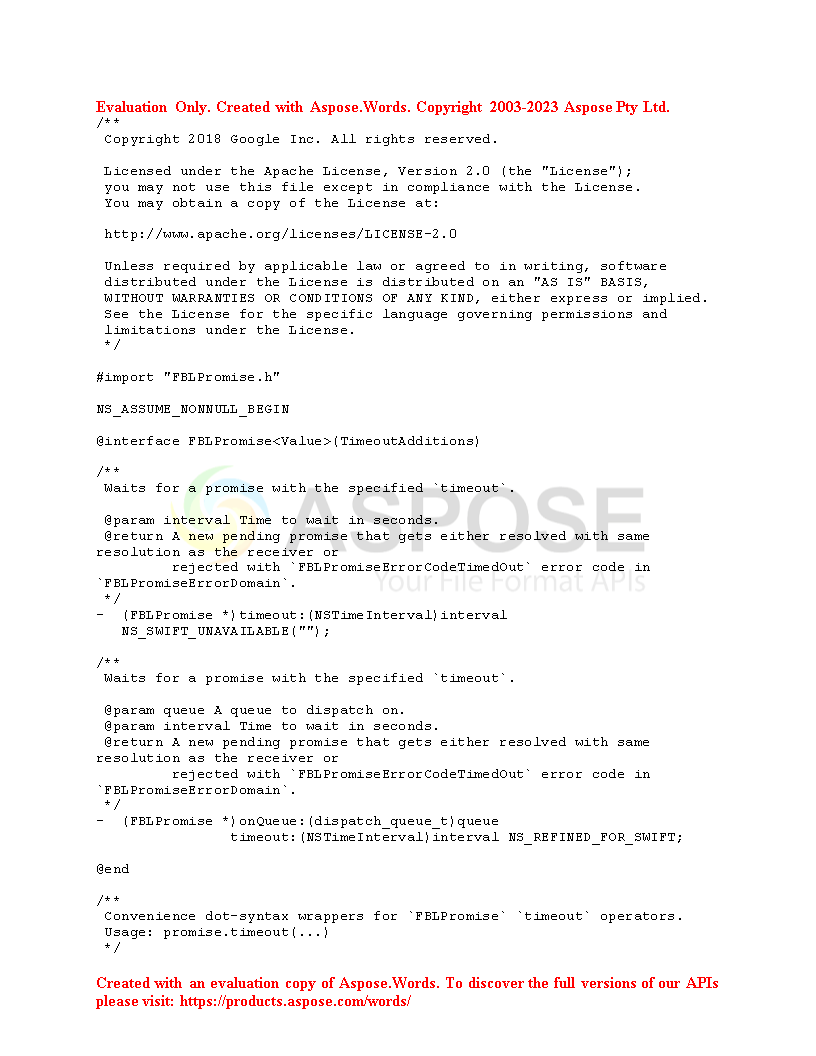 Evaluation Only. Created with Aspose.Words. Copyright 2003-2023 Aspose Pty Ltd.
/**
 Copyright 2018 Google Inc. All rights reserved.

 Licensed under the Apache License, Version 2.0 (the "License");
 you may not use this file except in compliance with the License.
 You may obtain a copy of the License at:

 http://www.apache.org/licenses/LICENSE-2.0

 Unless required by applicable law or agreed to in writing, software
 distributed under the License is distributed on an "AS IS" BASIS,
 WITHOUT WARRANTIES OR CONDITIONS OF ANY KIND, either express or implied.
 See the License for the specific language governing permissions and
 limitations under the License.
 */

#import "FBLPromise.h"

NS_ASSUME_NONNULL_BEGIN

@interface FBLPromise<Value>(TimeoutAdditions)

/**
 Waits for a promise with the specified `timeout`.

 @param interval Time to wait in seconds.
 @return A new pending promise that gets either resolved with same
resolution as the receiver or
         rejected with `FBLPromiseErrorCodeTimedOut` error code in
`FBLPromiseErrorDomain`.
 */
-  (FBLPromise *)timeout:(NSTimeInterval)interval
   NS_SWIFT_UNAVAILABLE("");

/**
 Waits for a promise with the specified `timeout`.

 @param queue A queue to dispatch on.
 @param interval Time to wait in seconds.
 @return A new pending promise that gets either resolved with same
resolution as the receiver or
         rejected with `FBLPromiseErrorCodeTimedOut` error code in
`FBLPromiseErrorDomain`.
 */
-  (FBLPromise *)onQueue:(dispatch_queue_t)queue
                timeout:(NSTimeInterval)interval NS_REFINED_FOR_SWIFT;

@end

/**
 Convenience dot-syntax wrappers for `FBLPromise` `timeout` operators.
 Usage: promise.timeout(...)
 */

Created with an evaluation copy of Aspose.Words. To discover the full versions of our APIs
please visit: https://products.aspose.com/words/
ASPOSE
Your File Format APIs